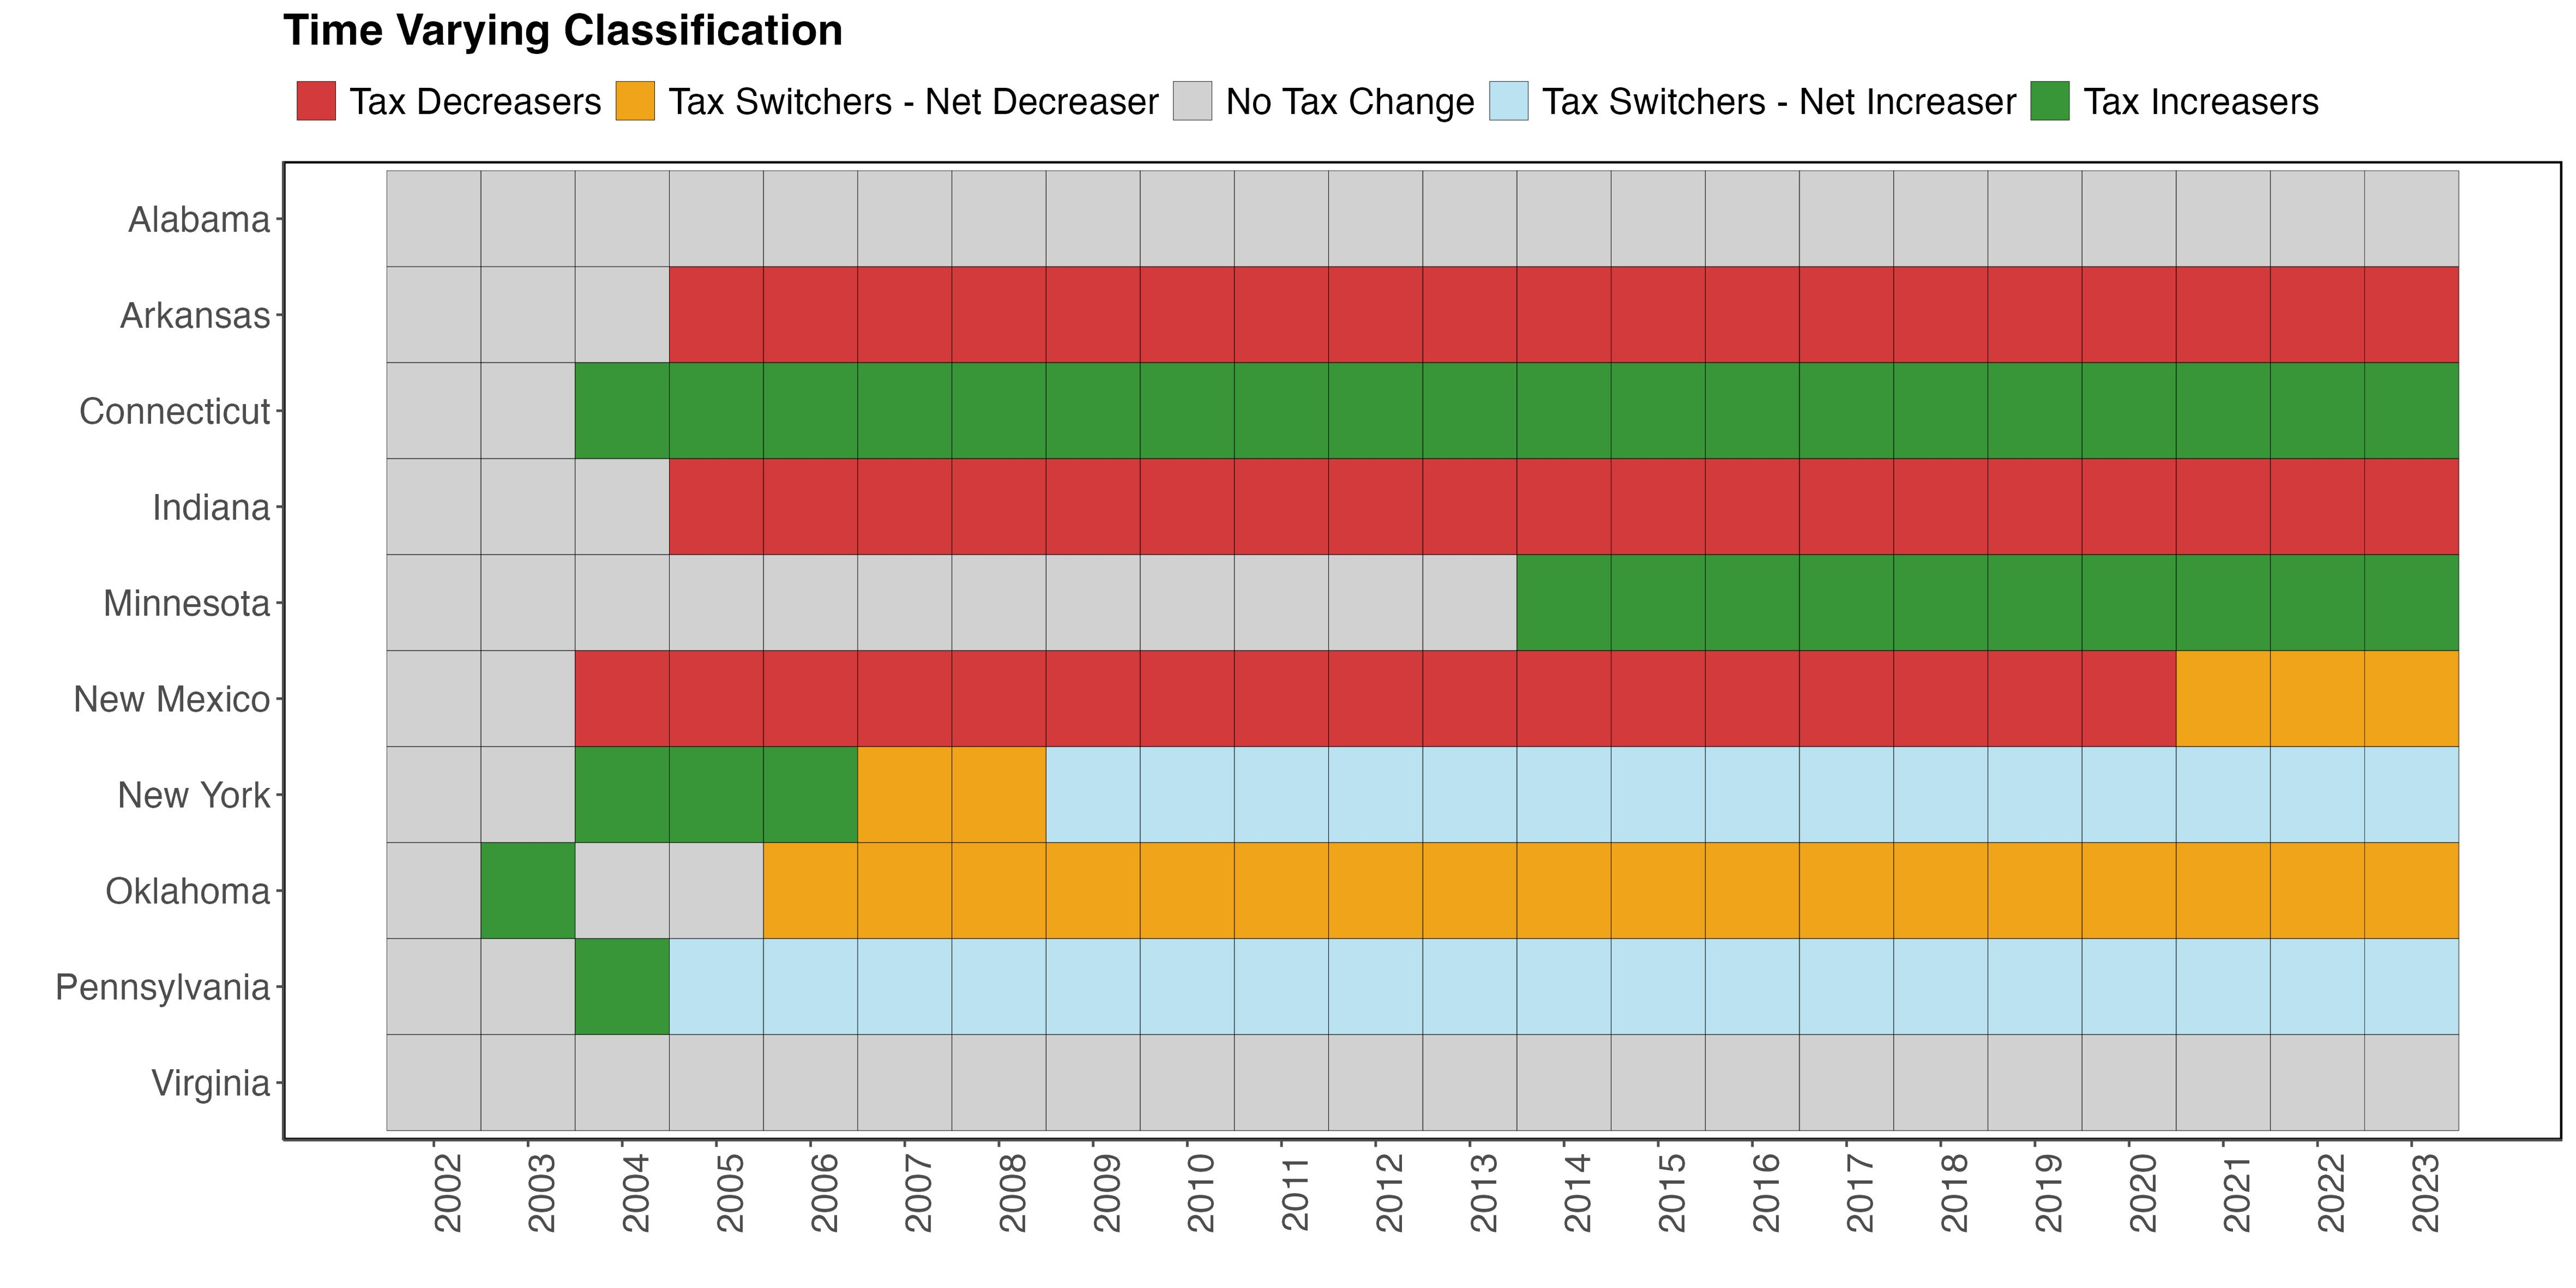 Time Varying Classification
Tax Decreasers Tax Switchers - Net Decreaser No Tax Change Tax Switchers - Net Increaser Tax Increasers
Alabama
Arkansas
Connecticut
Indiana
Minnesota
New Mexico
New York
Oklahoma
Pennsylvania
Virginia
2002 2003 2004 2005 2006 2007 2008 2009 2010 2011 2012 2013 2014 2015 2016 2017 2018 2019 2020 2021 2022 2023